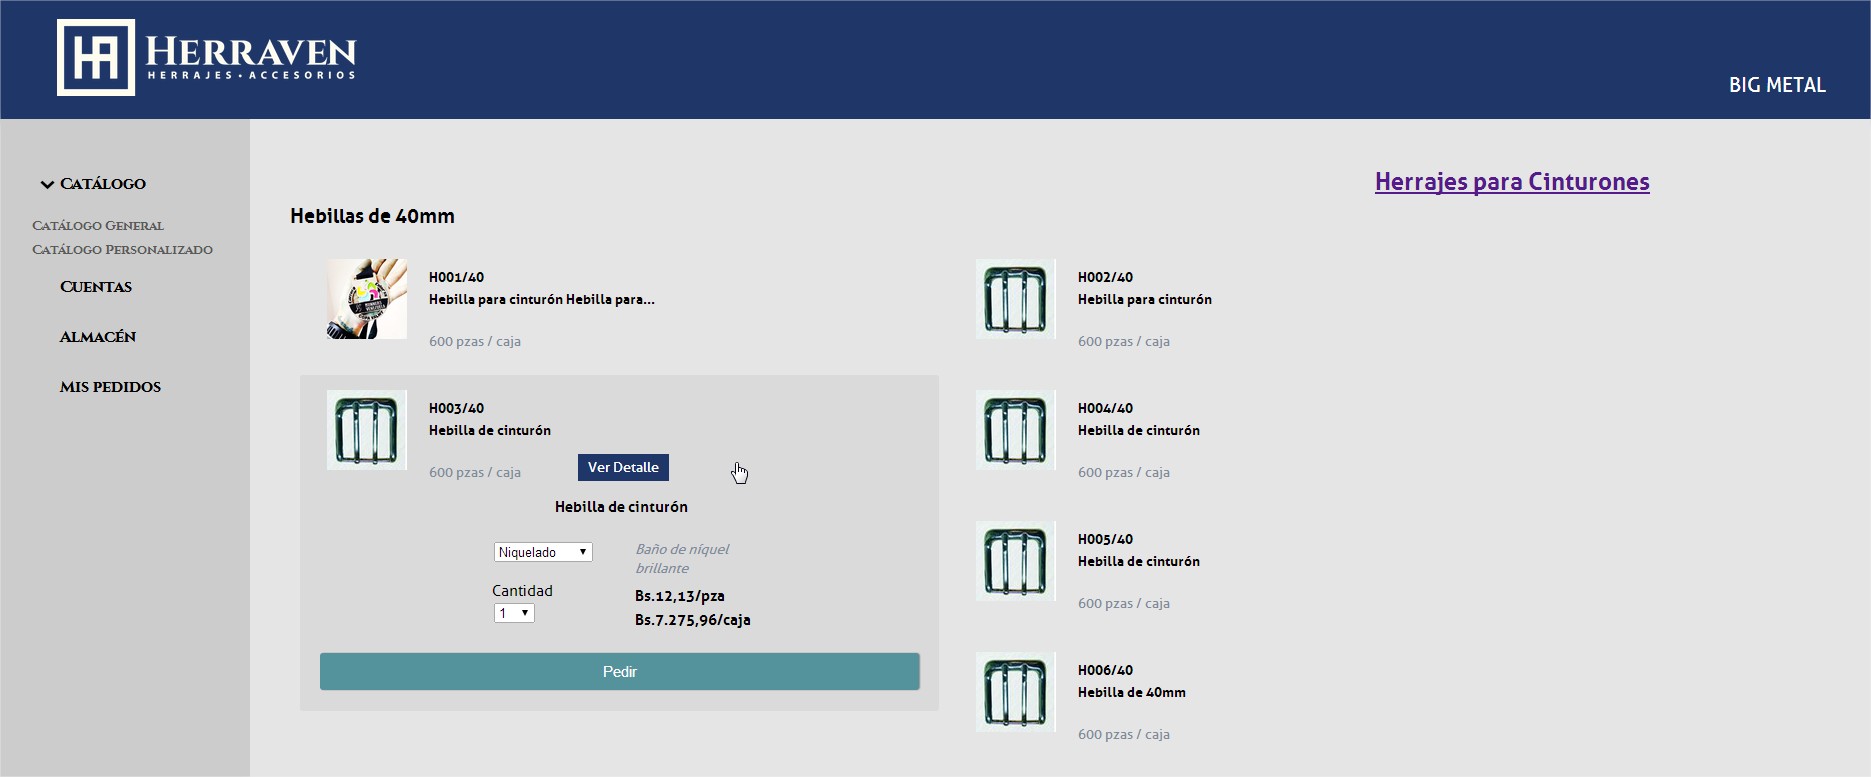 HA HERRAVEN
HERRAJES • ACCESORIOS
BIG METAL
CATÁLOGO
CATÁLOGO GENERAL
CATÁLOGO PERSONALIZADO
CUENTAS
ALMACÉN
MIS PEDIDOS
Herrajes para Cinturones
Hebillas de 40mm
H001/40
Hebilla para cinturón Hebilla para...
600 pzas / caja
H002/40
Hebilla para cinturón
600 pzas / caja
H003/40
Hebilla de cinturón
600 pzas / caja
Ver Detalle
Hebilla de cinturón
Niquelado
Baño de níquel
brillante
Cantidad
1
Bs.12,13/pza
Bs.7.275,96/caja
Pedir
H004/40
Hebilla de cinturón
600 pzas / caja
H005/40
Hebilla de cinturón
600 pzas / caja
H006/40
Hebilla de 40mm
600 pzas / caja